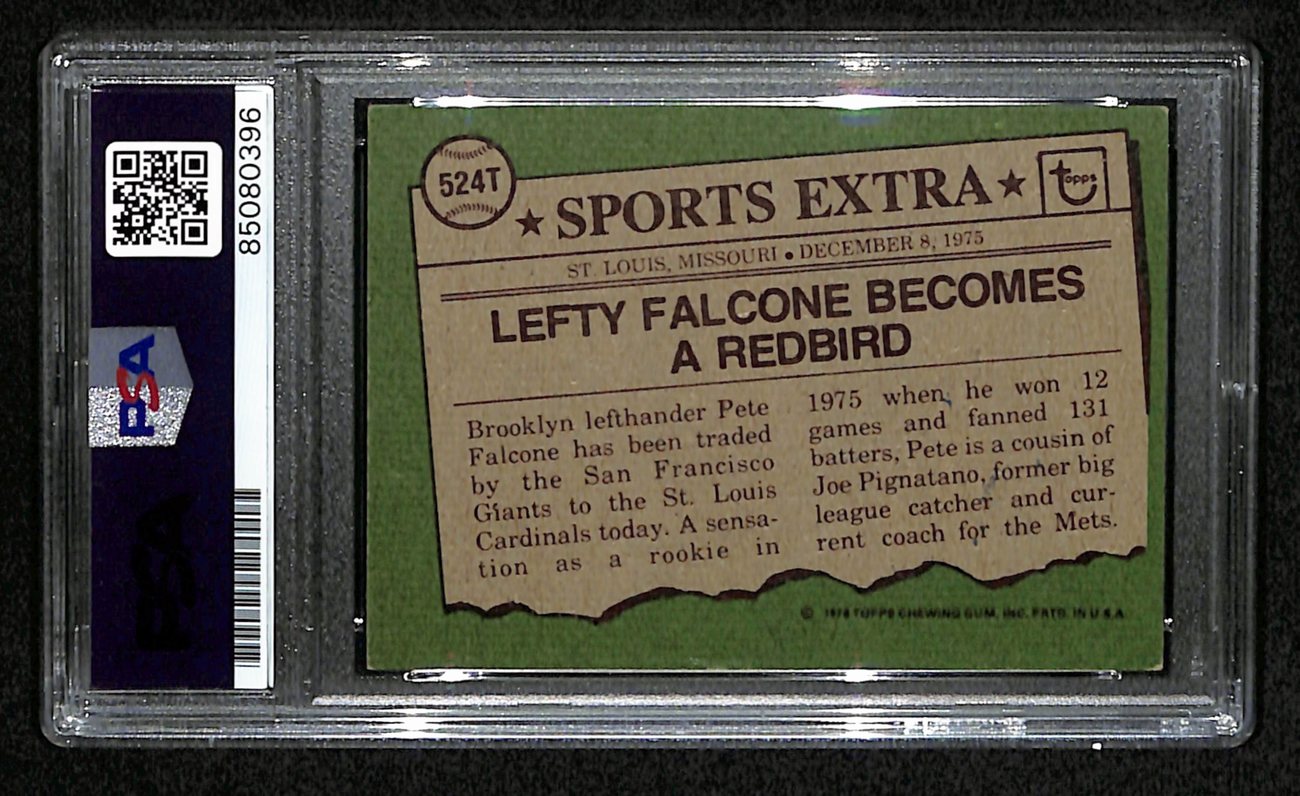 85080396
PSA
PSA
524T
★ SPORTS EXTRA ★
topps
ST. LOUIS, MISSOURI • DECEMBER 8, 1975
LEFTY FALCONE BECOMES
A REDBIRD
Brooklyn lefthander Pete
Falcone has been traded
by the San Francisco
Giants to the St. Louis
Cardinals today. A sensa-
tion as a rookie in
1975 when he won 12
games and fanned 131
batters, Pete is a cousin of
Joe Pignatano, former big
league catcher and cur-
rent coach for the Mets.
© 1976 TOPPS CHEWING GUM, INC. PRTD. IN U.S.A.